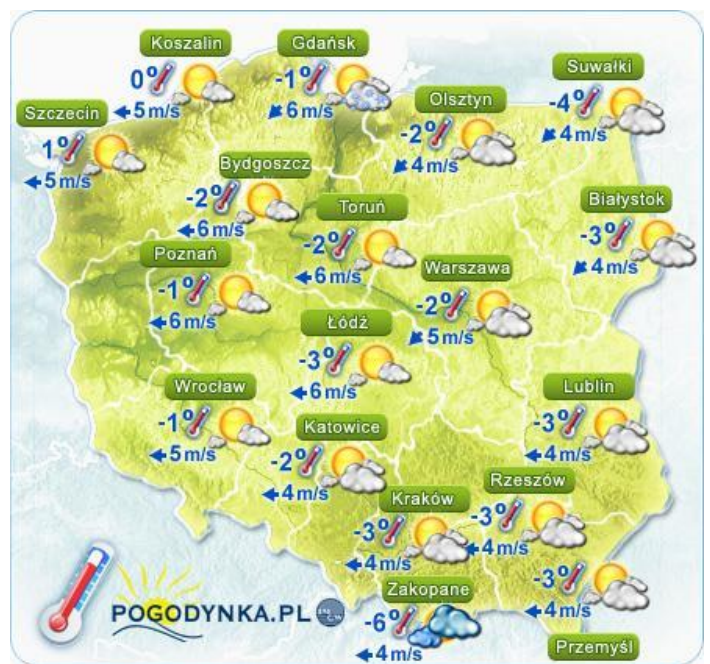 Koszalin
0°
5 m/s
Gdańsk
-1°
6 m/s
Suwałki
-4°
4 m/s
Szczecin
1°
5 m/s
Olsztyn
-2°
4 m/s
Bydgoszcz
-2°
6 m/s
Toruń
-2°
6 m/s
Białystok
-3°
4 m/s
Poznań
-1°
6 m/s
Warszawa
-2°
5 m/s
Łódź
-3°
6 m/s
Wrocław
-1°
5 m/s
Katowice
-2°
4 m/s
Lublin
-3°
4 m/s
Kraków
-3°
4 m/s
Rzeszów
-3°
4 m/s
Zakopane
-6°
4 m/s
-3°
4 m/s
Przemyśl
POGODYNKA.PL